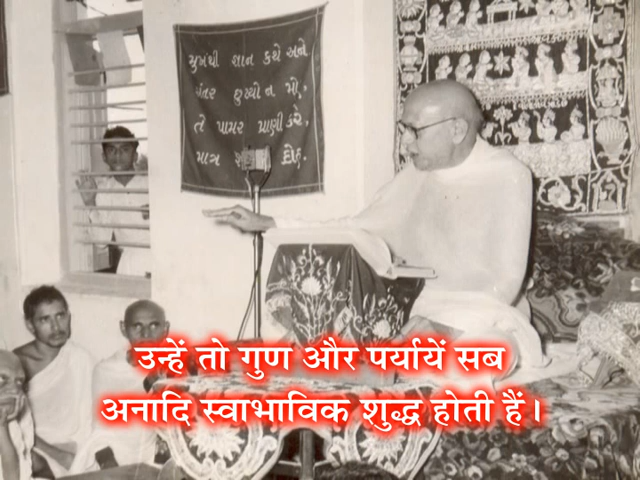 મુખથી જ્ઞાન કથે અને
અંતર છુટ્યો ન મોહ,
તે પામર પ્રાણી કરે,
માત્ર દ્રોહ.
उन्हें तो गुण और पर्यायें सब
अनादि स्वाभाविक शुद्ध होती हैं।